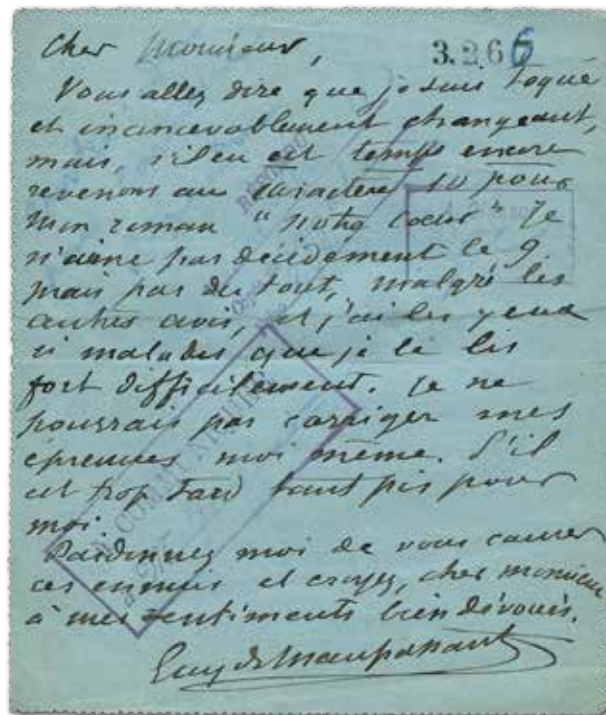 Cher Monsieur,
3.2.6 6
Vous allez dire que je suis toqué
et inconcevablement changeant,
mais, s'il en est temps encore
revenons au caractère 10 pour
mon roman " Notre Coeur " Je
n'aime pas décidément le 9.
mais pas du tout, malgré les
autres avis, et j'ai les yeux
si malades que je le lis
fort difficilement. Je ne
pourrais pas corriger mes
épreuves moi même. S'il
est trop tard tant pis pour
moi.
Pardonnez moi de vous causer
ces ennuis et croyez, cher monsieur
à mes sentiments bien dévoués.
Guy de Maupassant